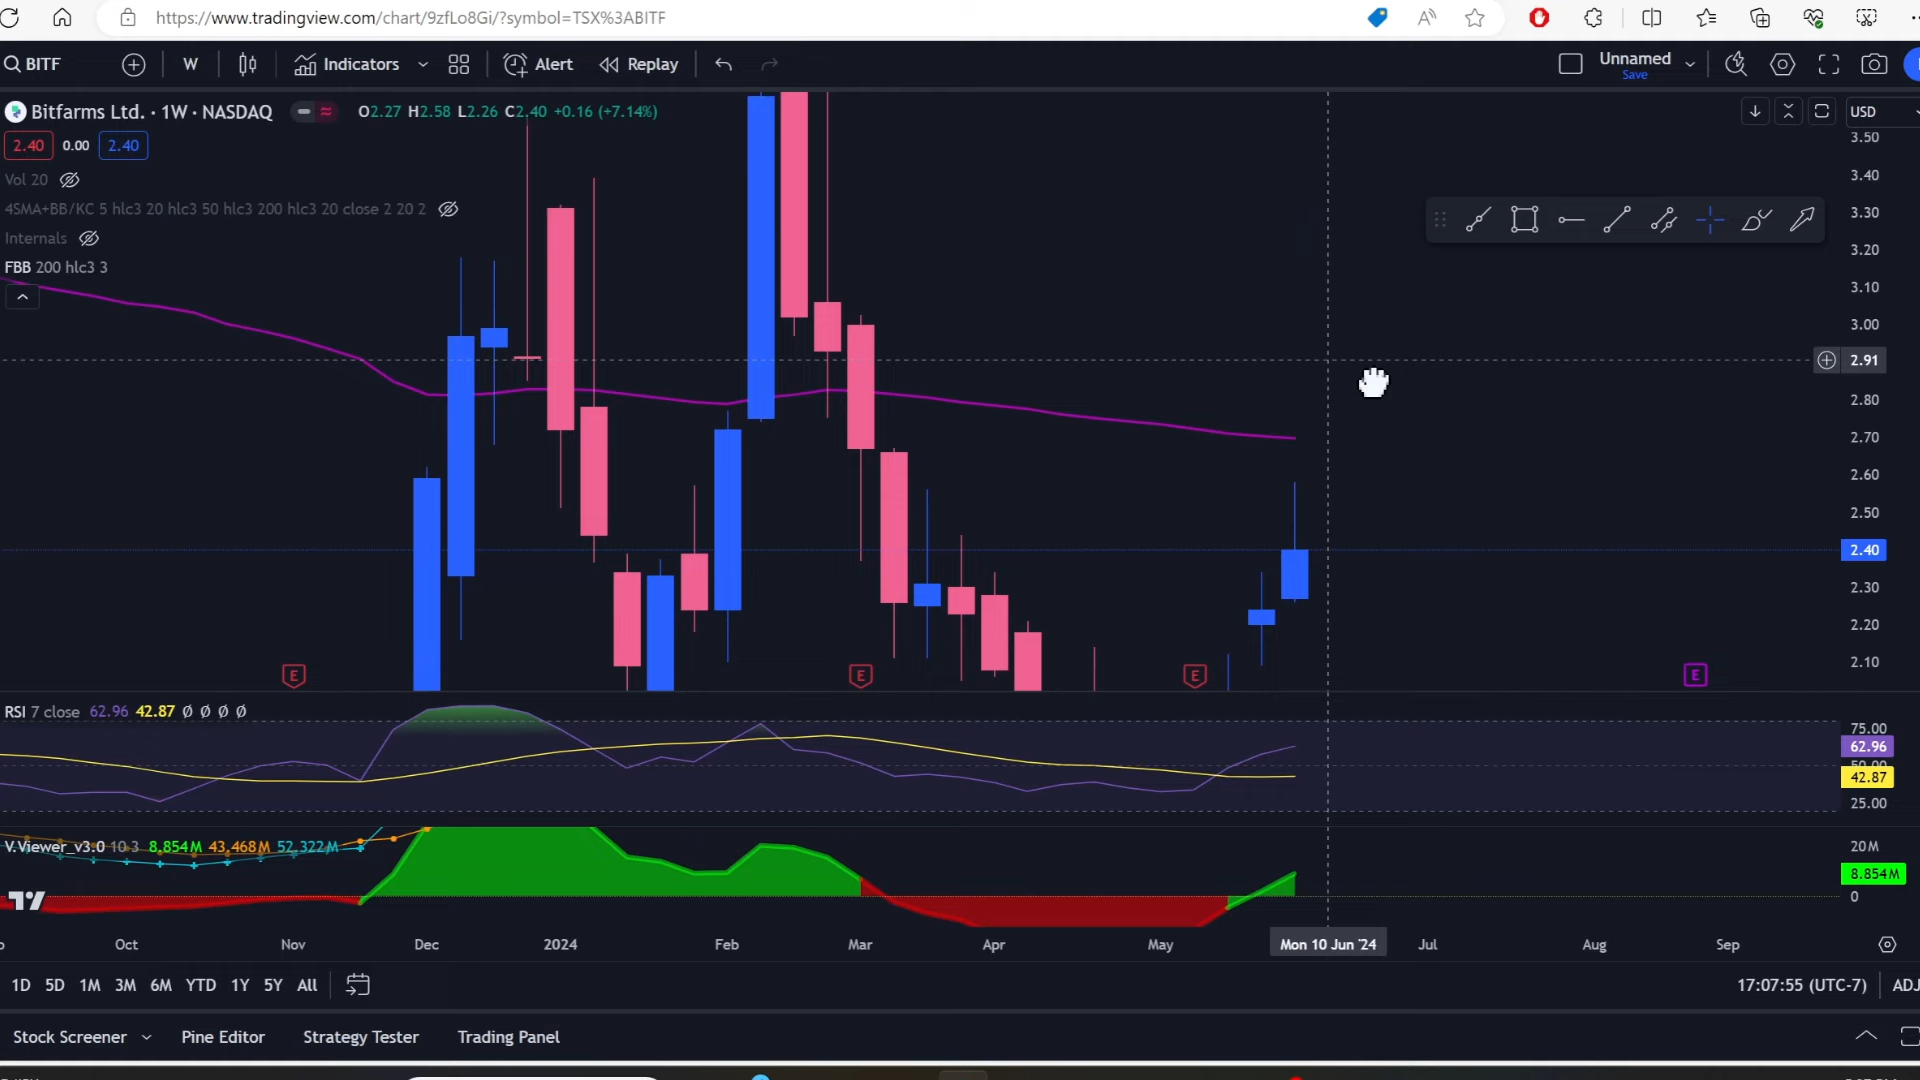 https://www.tradingview.com/chart/9zfLo8Gi/?symbol=TSX%3ABITF
BITF W Indicators Alert Replay Unnamed
Save
Bitfarms Ltd. · 1W · NASDAQ O2.27 H2.58 L2.26 C2.40 +0.16 (+7.14%) USD
2.40 0.00 2.40
Vol 20
4SMA+BB/KC 5 hlc3 20 hlc3 50 hlc3 200 hlc3 20 close 2 20 2
Internals
FBB 200 hlc3 3
3.50
3.40
3.30
3.20
3.10
3.00
2.91
2.80
2.70
2.60
2.50
2.40
2.30
2.20
2.10
E E E E
RSI 7 close 62.96 42.87 Ø Ø Ø Ø
75.00
62.96
50.00
42.87
25.00
V.Viewer_v3.0 10 3 8.854M 43.468M 52.322M
20M
8.854M
0
Oct Nov Dec 2024 Feb Mar Apr May Mon 10 Jun '24 Jul Aug Sep
1D 5D 1M 3M 6M YTD 1Y 5Y All 17:07:55 (UTC-7) ADJ
Stock Screener Pine Editor Strategy Tester Trading Panel